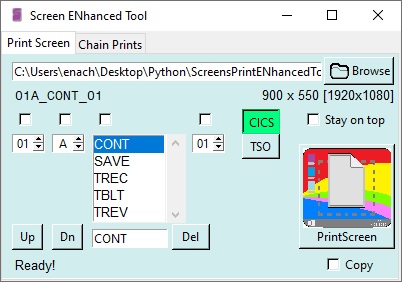 Screen ENhanced Tool
Print Screen Chain Prints
C:\Users\enach\Desktop\Python\ScreensPrintENhancedTc Browse
01A_CONT_01 900 x 550 [1920x1080]
CICS Stay on top
01 A CONT 01
TSO
SAVE
TREC
TBLT
TREV
Up Dn CONT Del PrintScreen
Ready! Copy